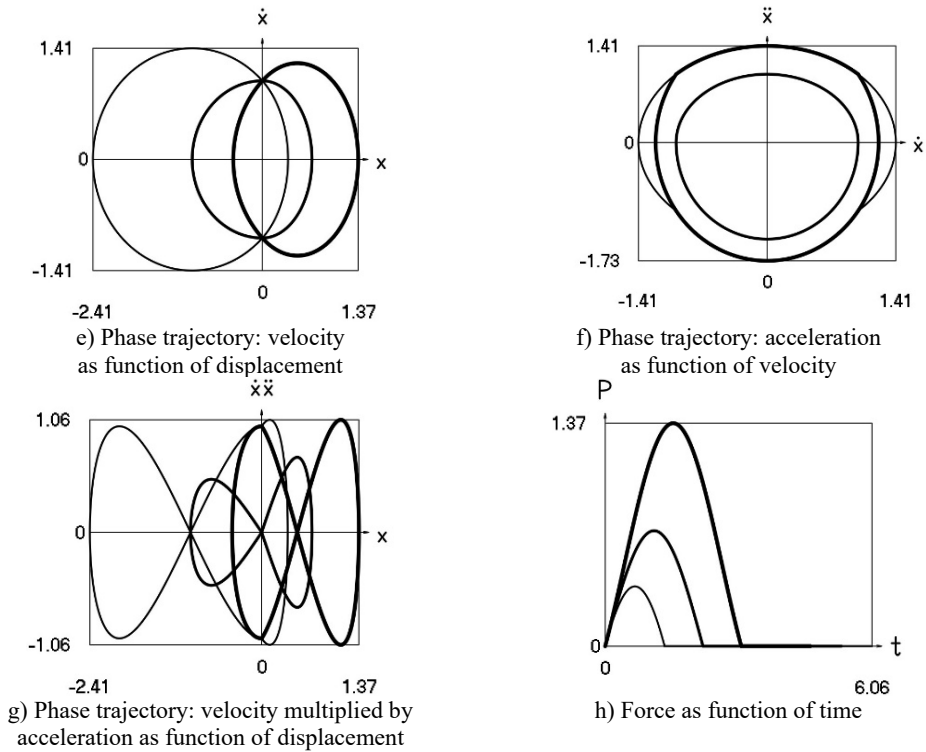 ẋ
1.41
0
x
-1.41
0
-2.41
1.37
e) Phase trajectory: velocity
as function of displacement
ẍ
1.41
0
ẋ
-1.73
0
-1.41
1.41
f) Phase trajectory: acceleration
as function of velocity
ẋẍ
1.06
0
x
-1.06
0
-2.41
1.37
g) Phase trajectory: velocity multiplied by
acceleration as function of displacement
P
1.37
0
t
0
6.06
h) Force as function of time